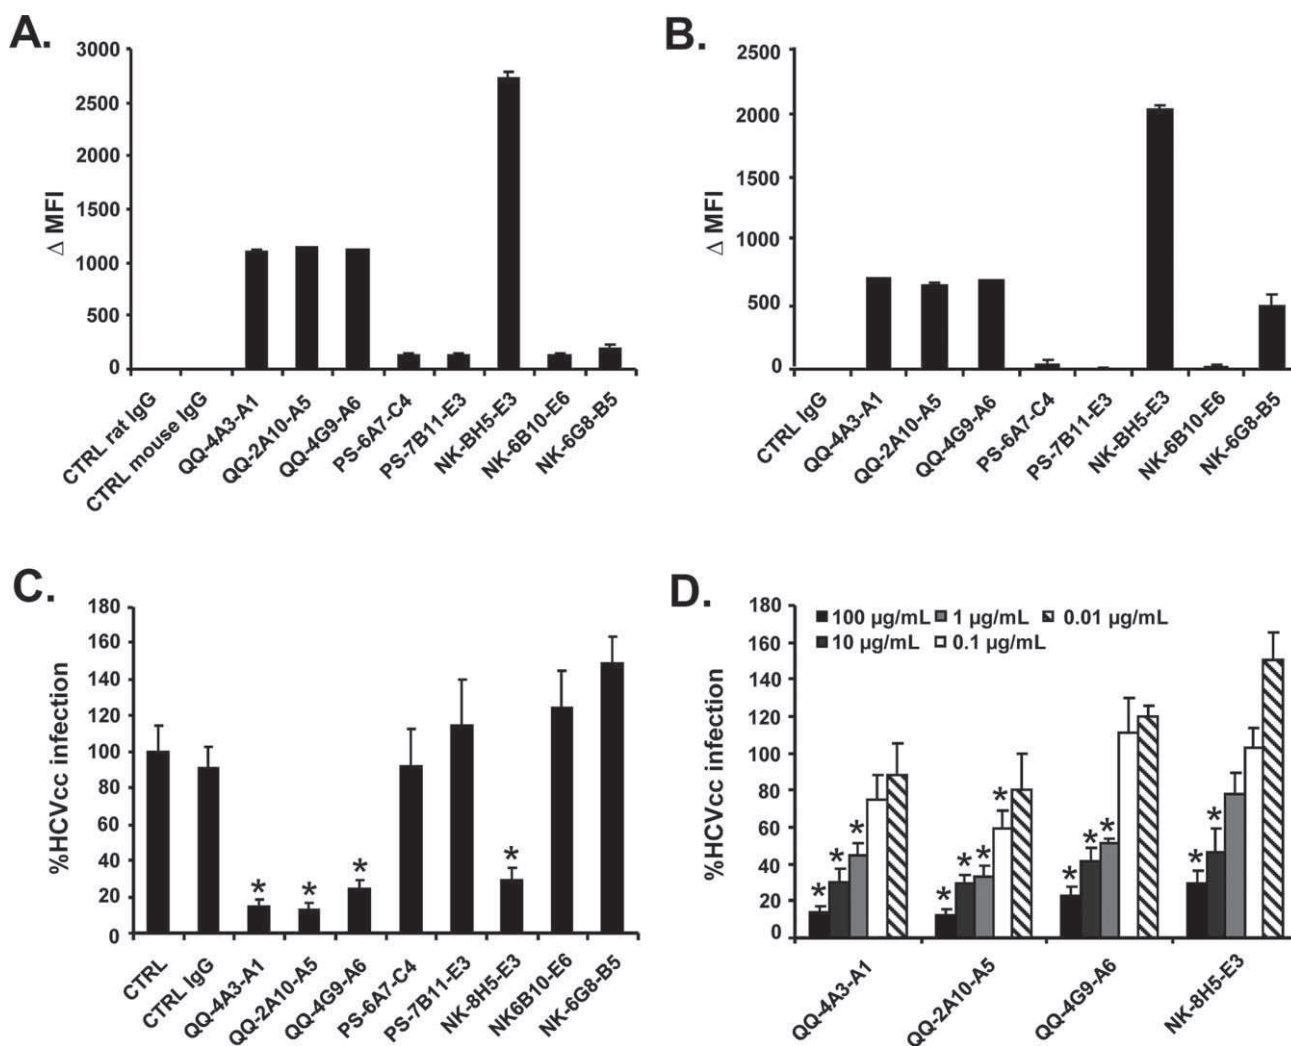 A.
3000
2500
2000
1500
1000
500
0
Δ MFI
CTRL rat IgG
CTRL mouse IgG
QQ-4A3-A1
QQ-2A10-A5
QQ-4G9-A6
PS-6A7-C4
PS-7B11-E3
NK-BH5-E3
NK-6B10-E6
NK-6G8-B5
B.
2500
2000
1500
1000
500
0
Δ MFI
CTRL IgG
QQ-4A3-A1
QQ-2A10-A5
QQ-4G9-A6
PS-6A7-C4
PS-7B11-E3
NK-BH5-E3
NK-6B10-E6
NK-6G8-B5
C.
180
160
140
120
100
80
60
40
20
0
%HCVcc infection
* * * *
CTRL
CTRL IgG
QQ-4A3-A1
QQ-2A10-A5
QQ-4G9-A6
PS-6A7-C4
PS-7B11-E3
NK-8H5-E3
NK6B10-E6
NK-6G8-B5
D.
180
160
140
120
100
80
60
40
20
0
%HCVcc infection
100 µg/mL 1 µg/mL 0.01 µg/mL
10 µg/mL 0.1 µg/mL
* * * * * * * * * * * *
QQ-4A3-A1
QQ-2A10-A5
QQ-4G9-A6
NK-8H5-E3